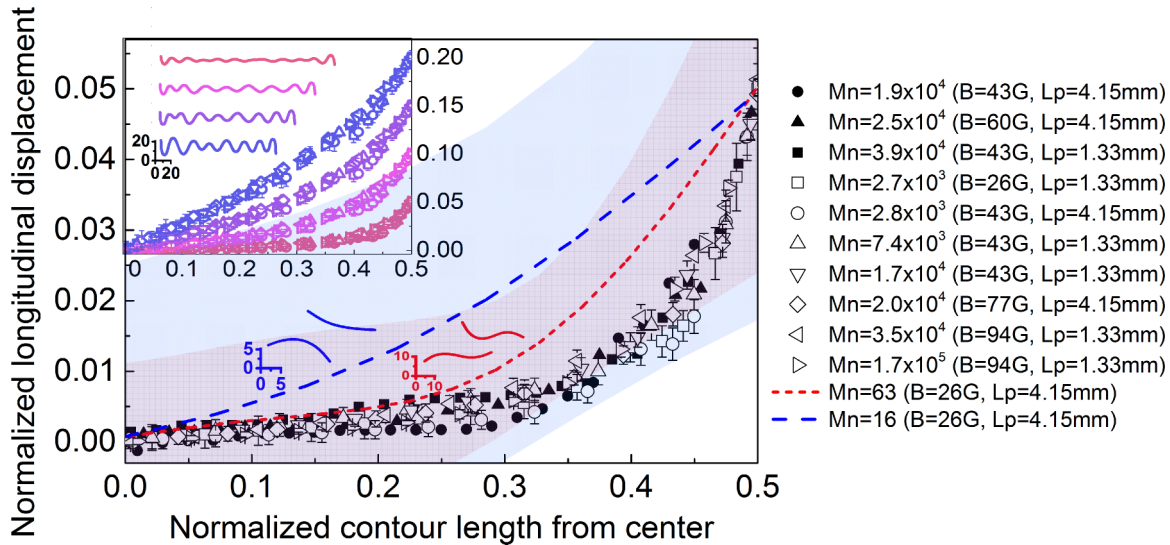 Normalized longitudinal displacement
0.05
0.04
0.03
0.02
0.01
0.00
0.0
0.1
0.2
0.3
0.4
0.5
Normalized contour length from center
0.20
0.15
0.10
0.05
0.00
0
0.1
0.2
0.3
0.4
0.5
20
0
0 20
5
0
0 5
10
0
0 10
Mn=1.9x10⁴ (B=43G, Lp=4.15mm)
Mn=2.5x10⁴ (B=60G, Lp=4.15mm)
Mn=3.9x10⁴ (B=43G, Lp=1.33mm)
Mn=2.7x10³ (B=26G, Lp=1.33mm)
Mn=2.8x10³ (B=43G, Lp=4.15mm)
Mn=7.4x10³ (B=43G, Lp=1.33mm)
Mn=1.7x10⁴ (B=43G, Lp=1.33mm)
Mn=2.0x10⁴ (B=77G, Lp=4.15mm)
Mn=3.5x10⁴ (B=94G, Lp=1.33mm)
Mn=1.7x10⁵ (B=94G, Lp=1.33mm)
Mn=63 (B=26G, Lp=4.15mm)
Mn=16 (B=26G, Lp=4.15mm)